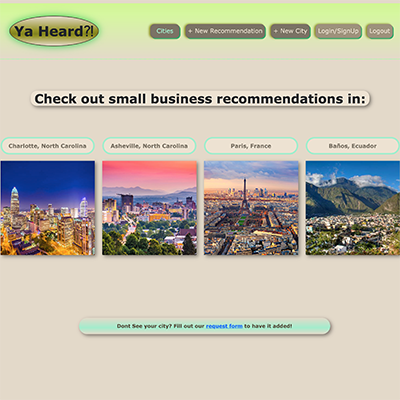 Ya Heard?!
Cities
+ New Recommendation
+ New City
Login/SignUp
Logout
Check out small business recommendations in:
Charlotte, North Carolina
Asheville, North Carolina
Paris, France
Baños, Ecuador
Dont See your city? Fill out our request form to have it added!